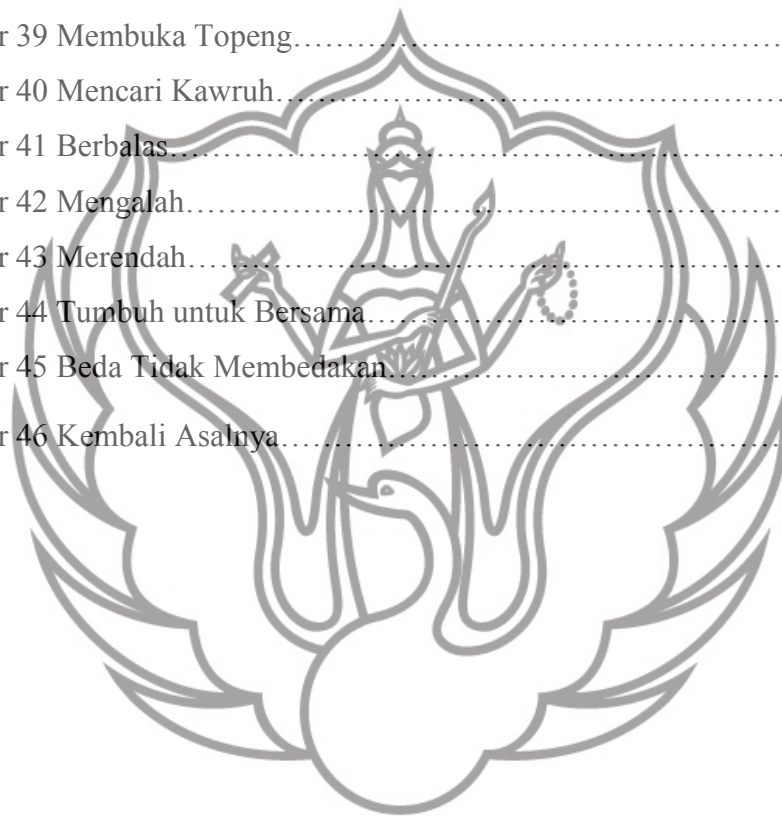 r 39 Membuka Topeng……………………………………………………
r 40 Mencari Kawruh……………………………………………………
r 41 Berbalas……………………………………………………………
r 42 Mengalah…………………………………………………………
r 43 Merendah…………………………………………………………
r 44 Tumbuh untuk Bersama……………………………………………
r 45 Beda Tidak Membedakan…………………………………………
r 46 Kembali Asalnya……………………………………………………